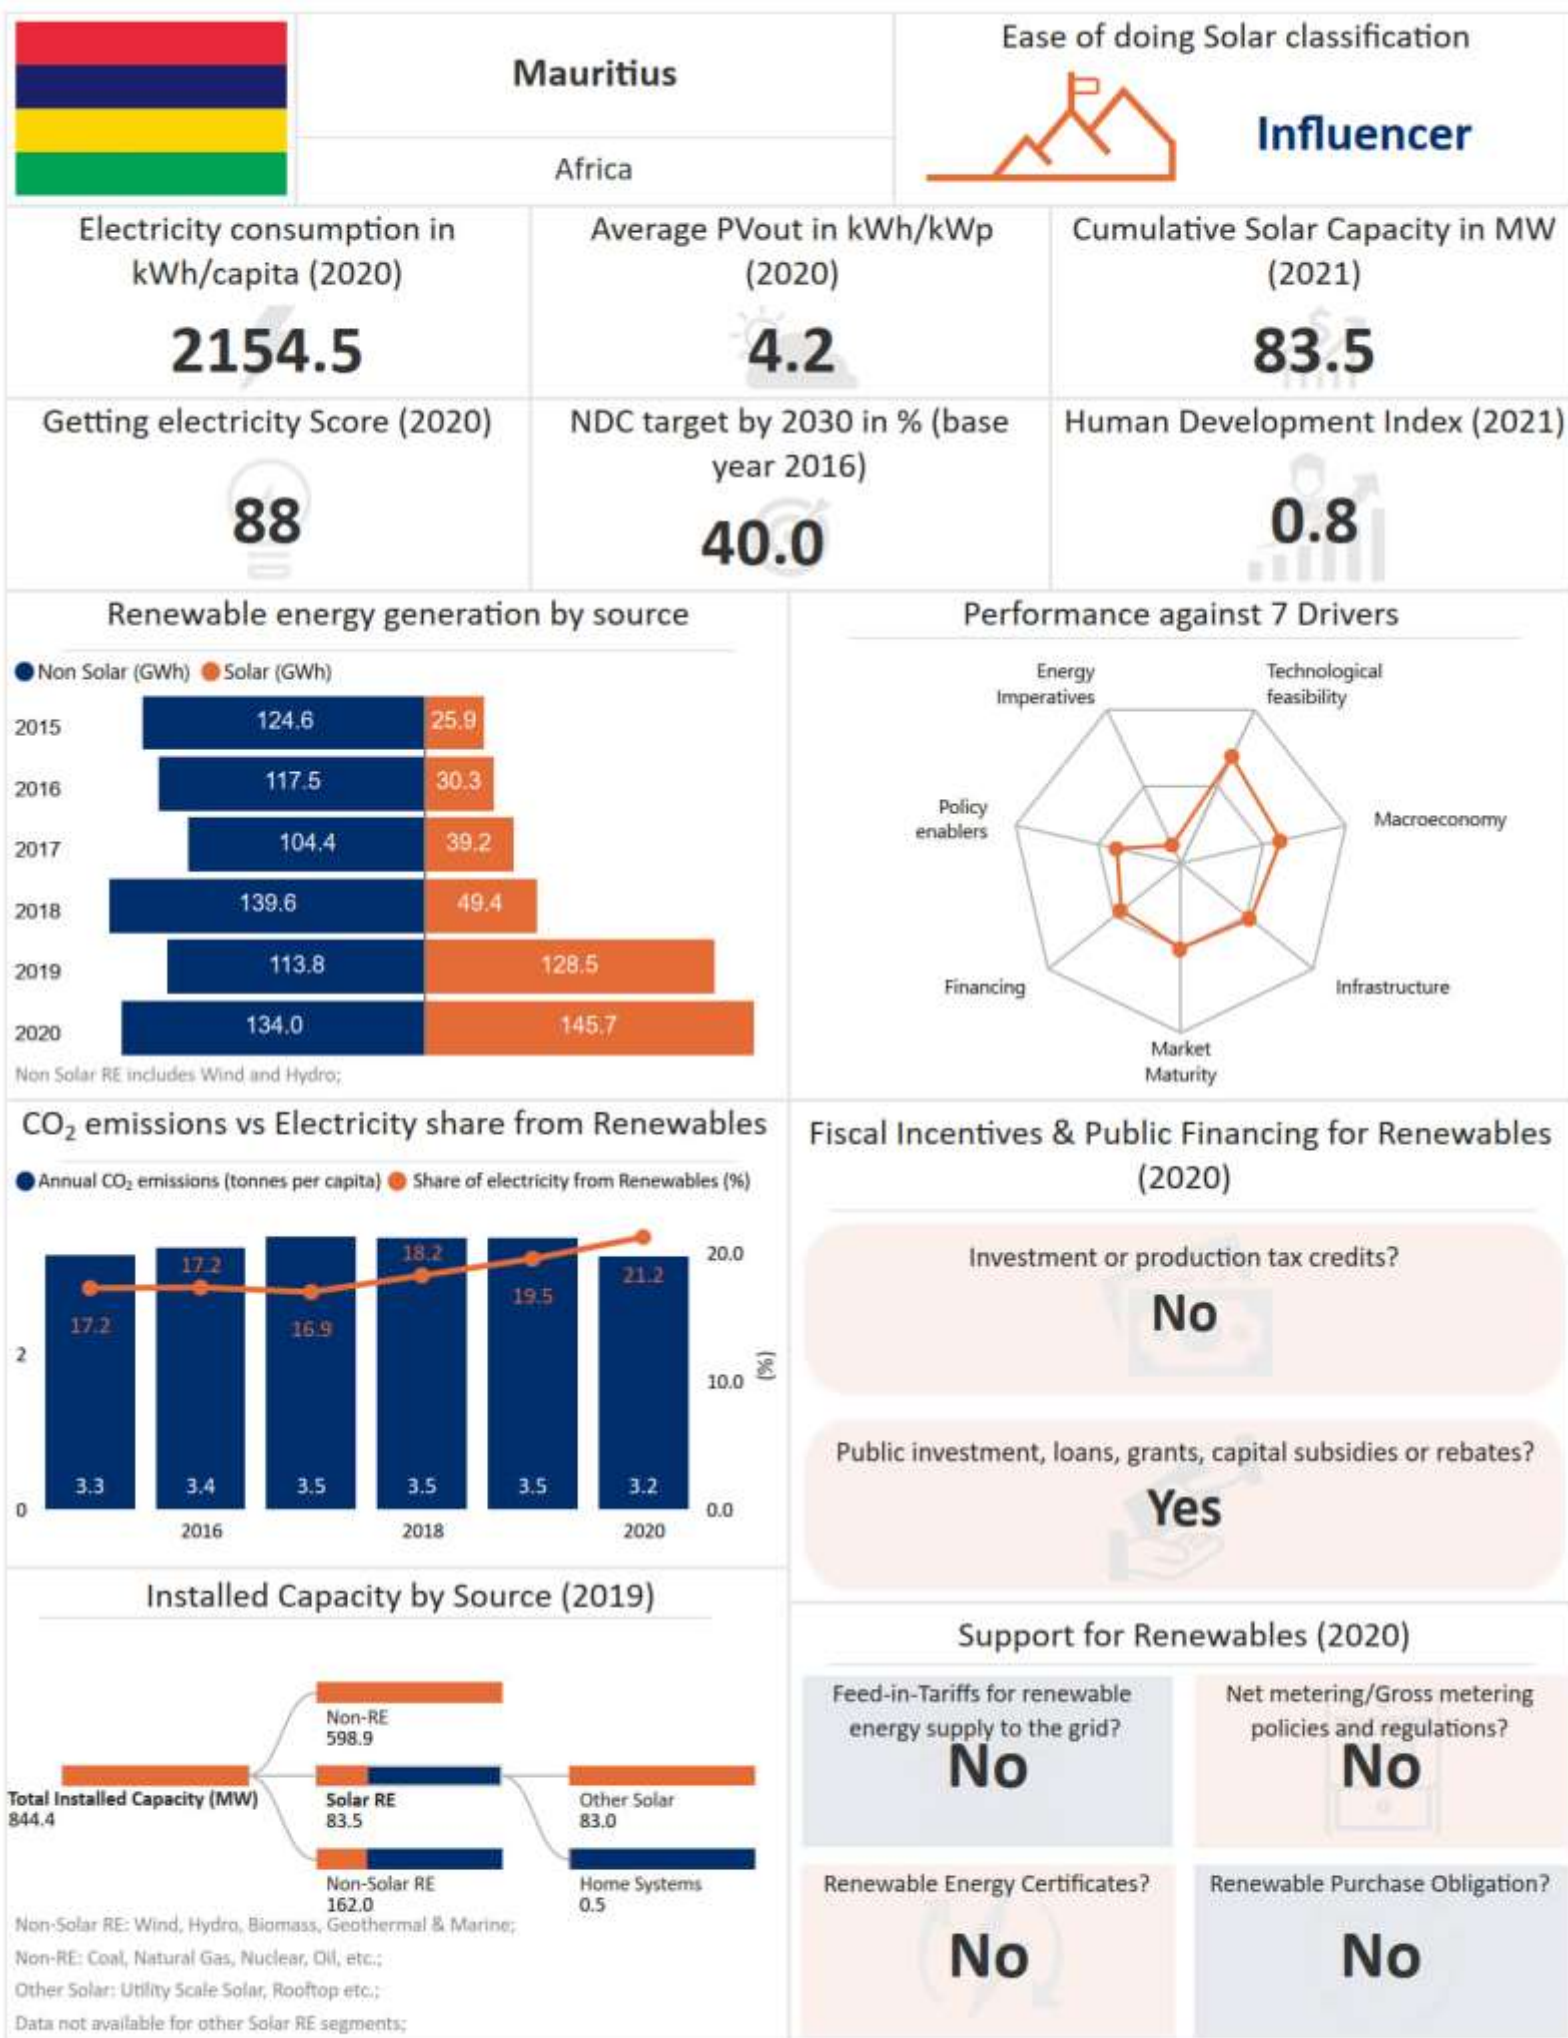 Mauritius
Africa
Ease of doing Solar classification
Influencer
Electricity consumption in
kWh/capita (2020)
2154.5
Average PVout in kWh/kWp
(2020)
4.2
Cumulative Solar Capacity in MW
(2021)
83.5
Getting electricity Score (2020)
88
NDC target by 2030 in % (base
year 2016)
40.0
Human Development Index (2021)
0.8
Renewable energy generation by source
Non Solar (GWh) Solar (GWh)
2015 124.6 25.9
2016 117.5 30.3
2017 104.4 39.2
2018 139.6 49.4
2019 113.8 128.5
2020 134.0 145.7
Non Solar RE includes Wind and Hydro;
Performance against 7 Drivers
Energy
Imperatives
Technological
feasibility
Policy
enablers
Macroeconomy
Financing
Infrastructure
Market
Maturity
CO₂ emissions vs Electricity share from Renewables
Annual CO₂ emissions (tonnes per capita) Share of electricity from Renewables (%)
17.2 17.2 16.9 18.2 19.5 21.2
20.0
2
10.0
(%)
3.3 3.4 3.5 3.5 3.5 3.2
0
0.0
2016 2018 2020
Fiscal Incentives & Public Financing for Renewables
(2020)
Investment or production tax credits?
No
Public investment, loans, grants, capital subsidies or rebates?
Yes
Installed Capacity by Source (2019)
Total Installed Capacity (MW)
844.4
Non-RE
598.9
Solar RE
83.5
Non-Solar RE
162.0
Other Solar
83.0
Home Systems
0.5
Non-Solar RE: Wind, Hydro, Biomass, Geothermal & Marine;
Non-RE: Coal, Natural Gas, Nuclear, Oil, etc.;
Other Solar: Utility Scale Solar, Rooftop etc.;
Data not available for other Solar RE segments;
Support for Renewables (2020)
Feed-in-Tariffs for renewable
energy supply to the grid?
No
Net metering/Gross metering
policies and regulations?
No
Renewable Energy Certificates?
No
Renewable Purchase Obligation?
No